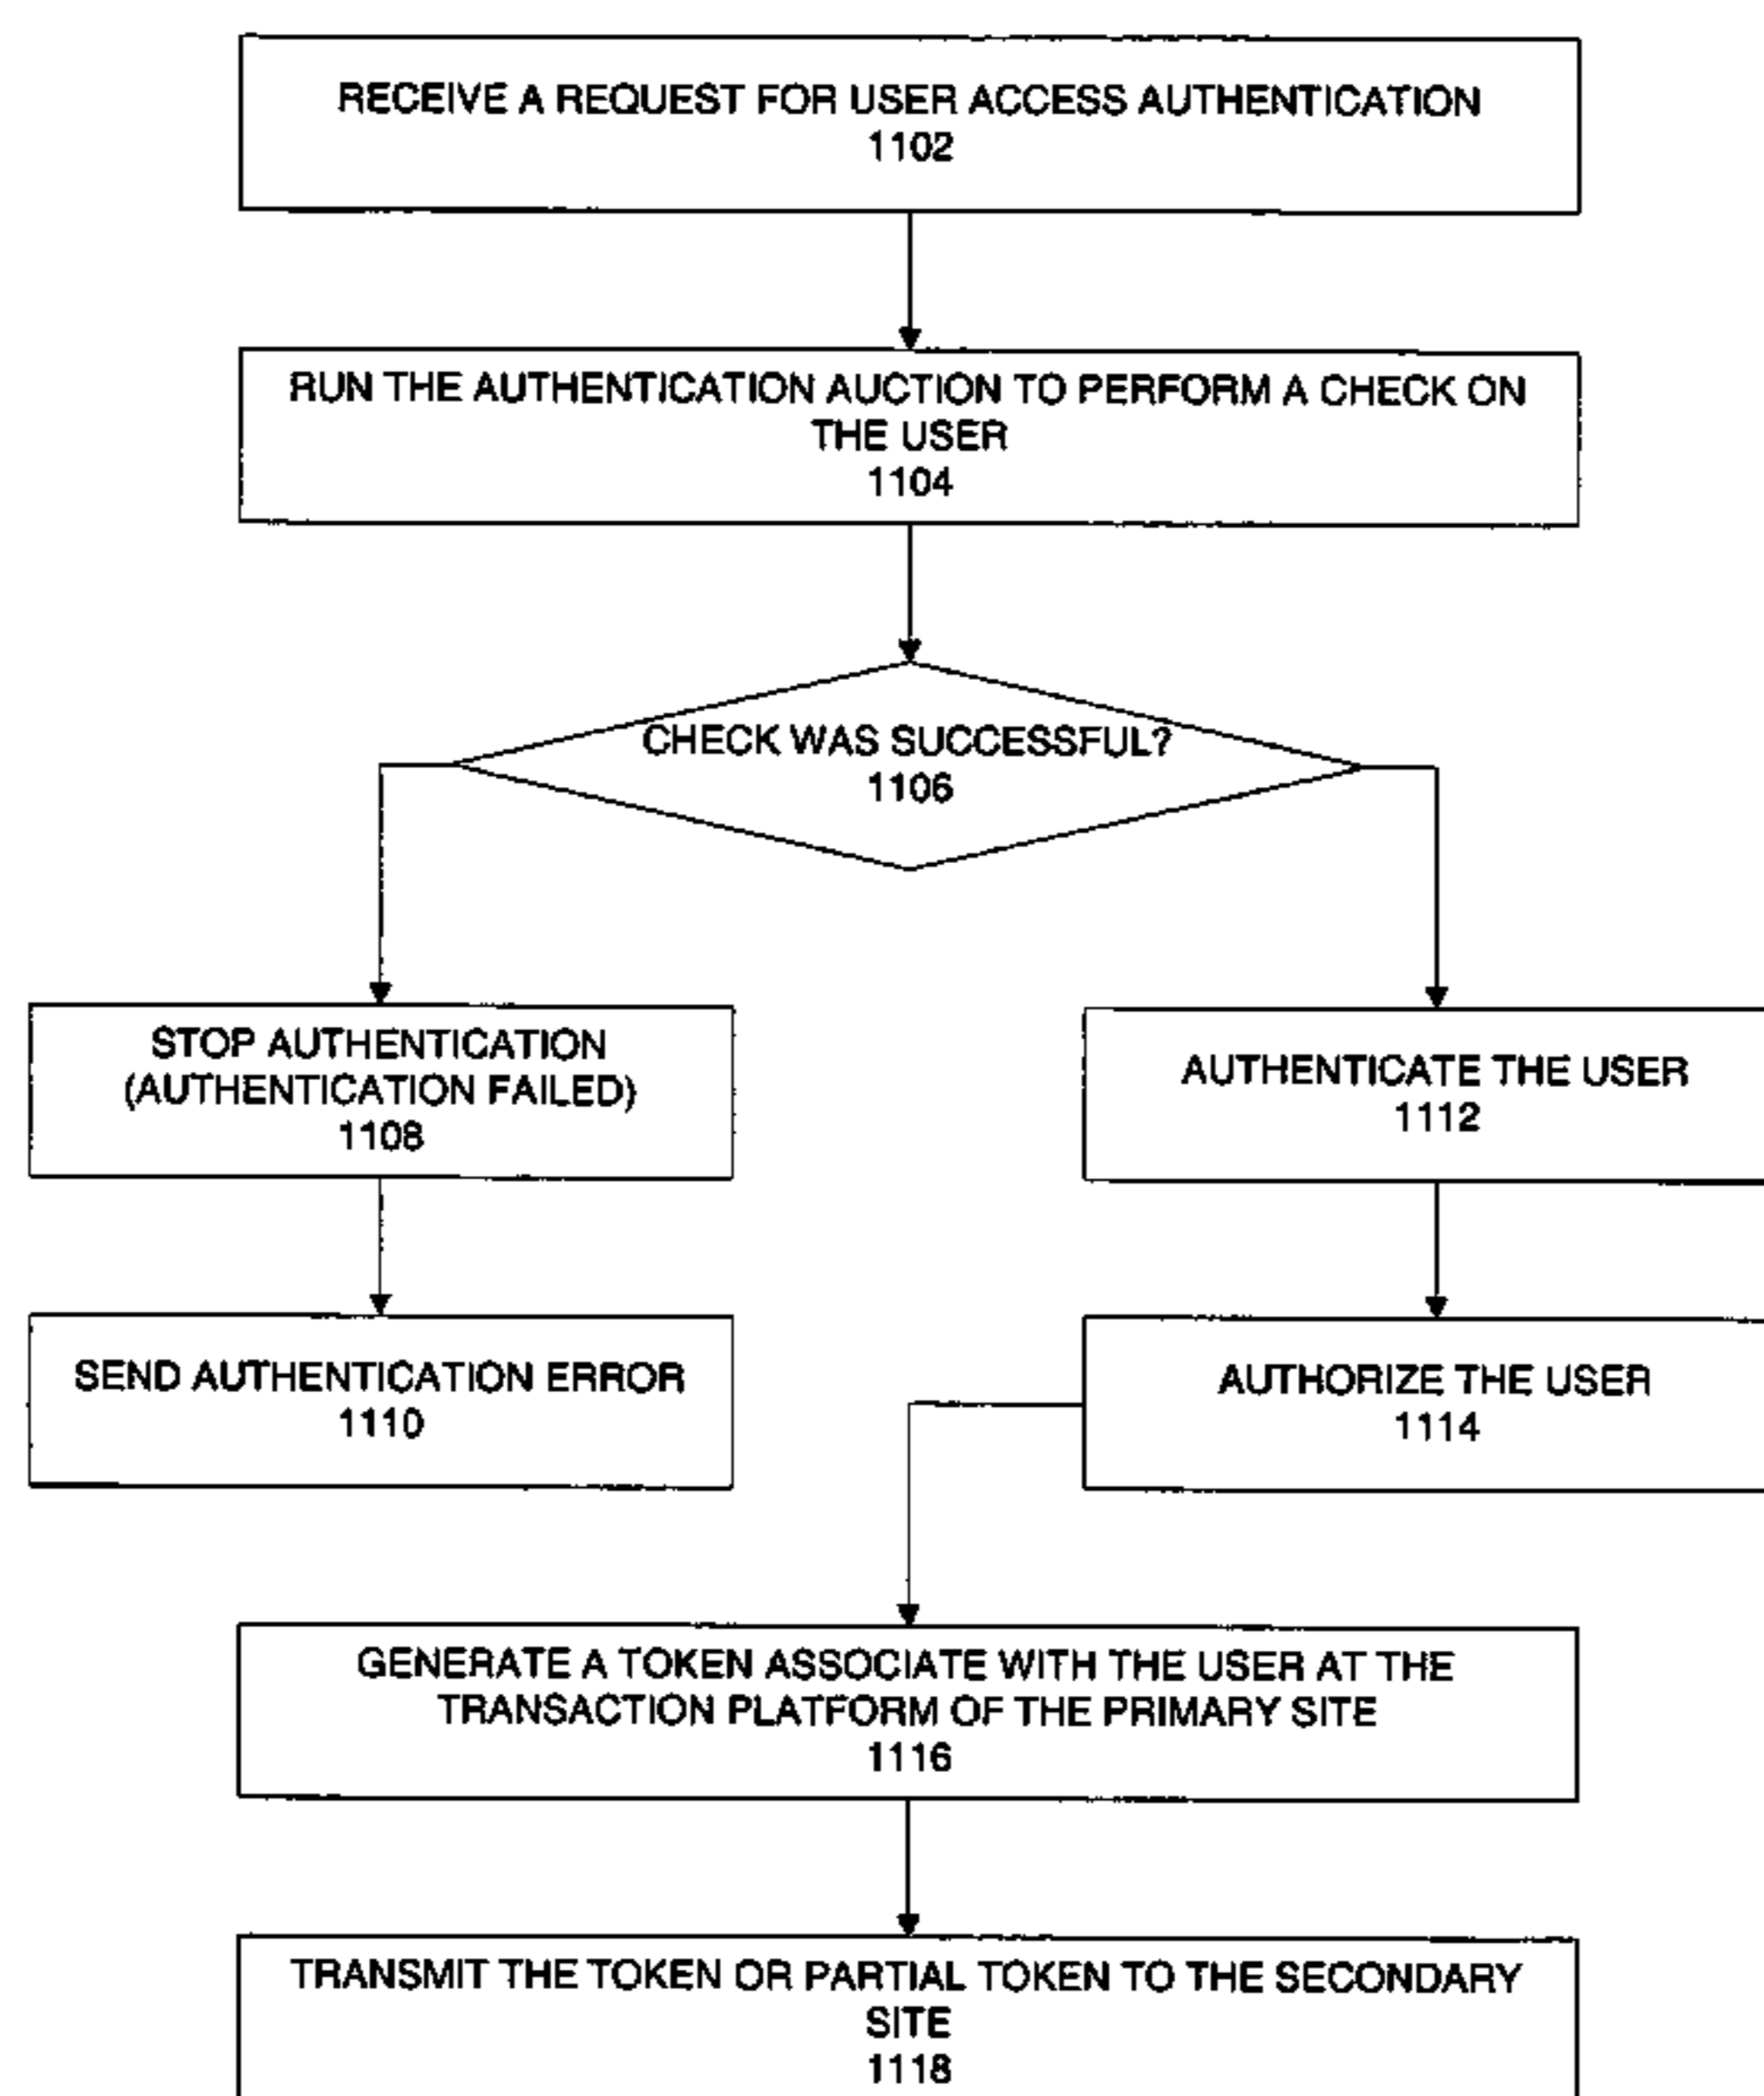 RECEIVE A REQUEST FOR USER ACCESS AUTHENTICATION
1102
RUN THE AUTHENTICATION AUCTION TO PERFORM A CHECK ON
THE USER
1104
CHECK WAS SUCCESSFUL?
1106
STOP AUTHENTICATION
(AUTHENTICATION FAILED)
1108
SEND AUTHENTICATION ERROR
1110
AUTHENTICATE THE USER
1112
AUTHORIZE THE USER
1114
GENERATE A TOKEN ASSOCIATE WITH THE USER AT THE
TRANSACTION PLATFORM OF THE PRIMARY SITE
1116
TRANSMIT THE TOKEN OR PARTIAL TOKEN TO THE SECONDARY
SITE
1118